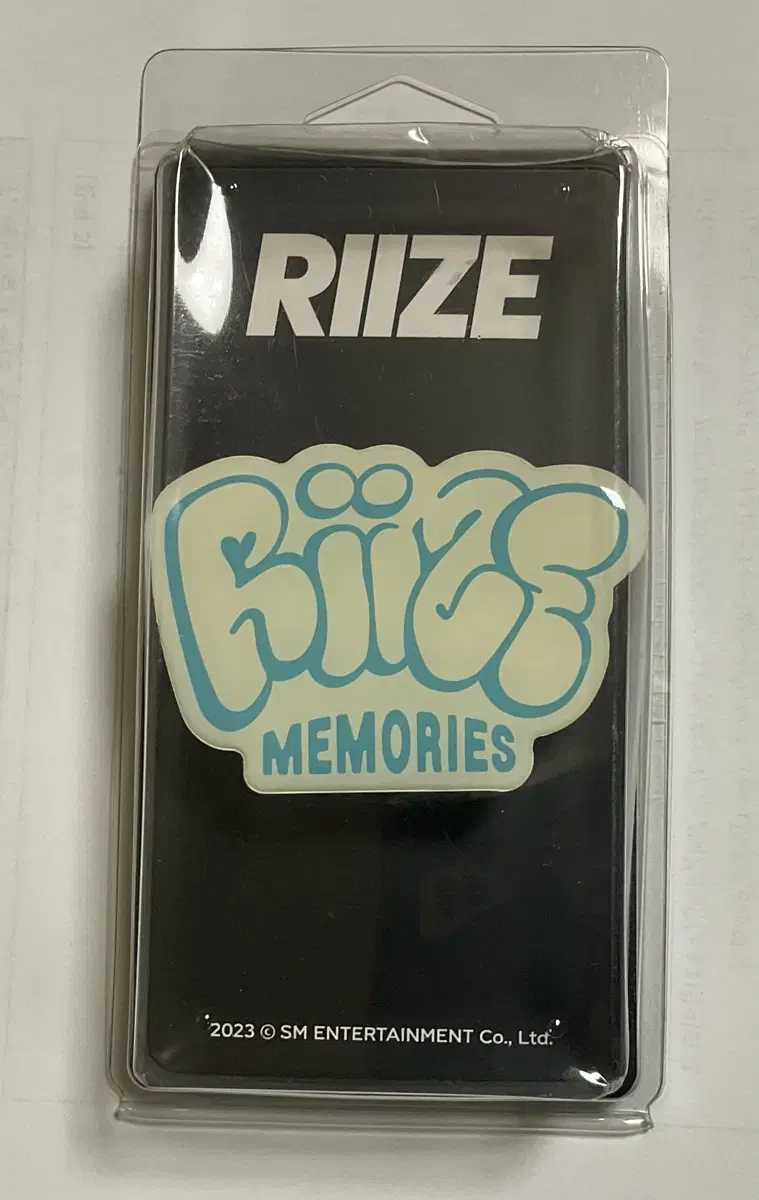 RIIZE
RiiZE
MEMORIES
2023 © SM ENTERTAINMENT Co., Ltd.